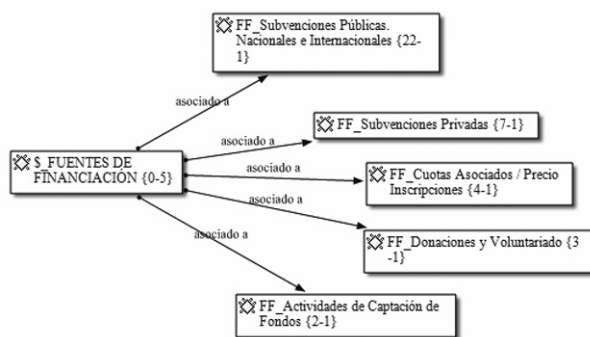 FF_Subvenciones Públicas.
Nacionales e Internacionales {22-
1}
asociado a
FF_Subvenciones Privadas {7-1}
asociado a
$_FUENTES DE
FINANCIACIÓN {0-5}
asociado a
FF_Cuotas Asociados / Precio
Inscripciones {4-1}
asociado a
FF_Donaciones y Voluntariado {3
-1}
asociado a
FF_Actividades de Captación de
Fondos {2-1}